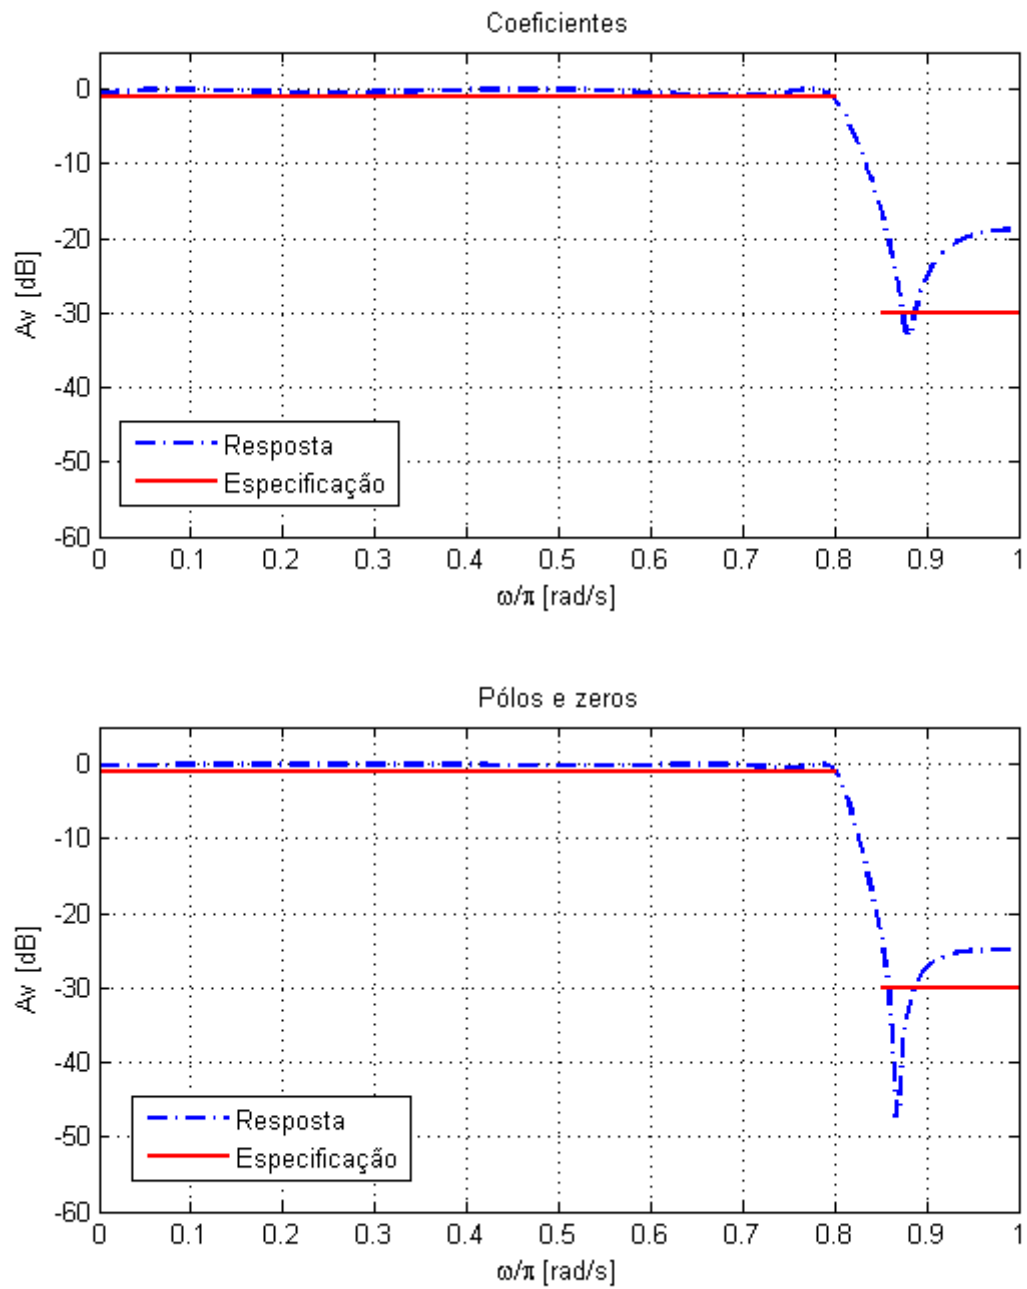 Coeficientes
0
-10
-20
-30
-40
-50
-60
Av [dB]
Resposta
Especificação
0 0.1 0.2 0.3 0.4 0.5 0.6 0.7 0.8 0.9 1
ω/π [rad/s]
Pólos e zeros
0
-10
-20
-30
-40
-50
-60
Av [dB]
Resposta
Especificação
0 0.1 0.2 0.3 0.4 0.5 0.6 0.7 0.8 0.9 1
ω/π [rad/s]